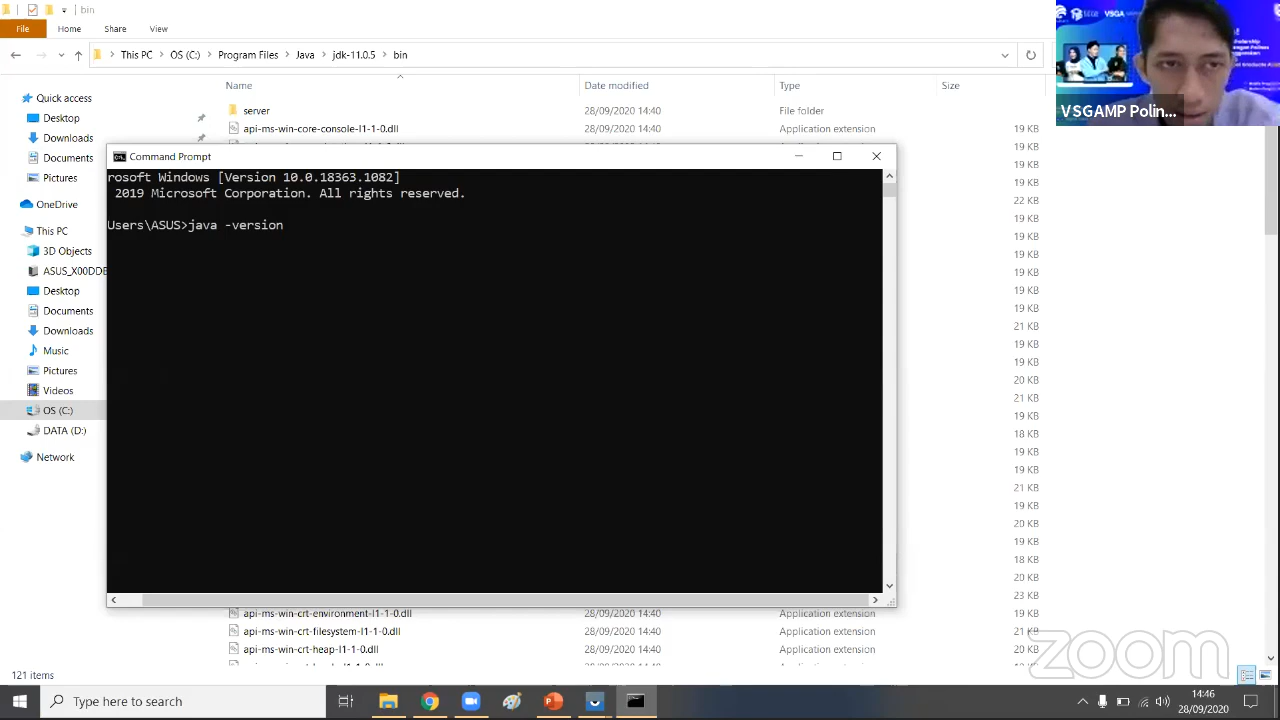 bin
File
Home
Share
View
This PC
OS (C:)
Program Files
Java
bin
Name
Date modified
Type
Size
Quick access
Desktop
Downloads
Documents
Pictures
OneDrive
This PC
3D Objects
ASUS_X00DDE
Desktop
Documents
Downloads
Music
Pictures
Videos
OS (C:)
DATA (D:)
Network
server
28/09/2020 14:40
File folder
api-ms-win-core-console-l1-1-0.dll
28/09/2020 14:40
Application extension
19 KB
19 KB
19 KB
19 KB
22 KB
19 KB
19 KB
19 KB
19 KB
19 KB
19 KB
21 KB
19 KB
19 KB
20 KB
21 KB
19 KB
18 KB
19 KB
19 KB
21 KB
19 KB
20 KB
19 KB
18 KB
20 KB
23 KB
Command Prompt
rosoft Windows [Version 10.0.18363.1082]
2019 Microsoft Corporation. All rights reserved.
Users\ASUS>java -version
api-ms-win-crt-environment-l1-1-0.dll
28/09/2020 14:40
Application extension
19 KB
api-ms-win-crt-filesystem-l1-1-0.dll
28/09/2020 14:40
Application extension
21 KB
api-ms-win-crt-heap-l1-1-0.dll
28/09/2020 14:40
Application extension
20 KB
121 items
VSGA
VSGAMP Polin...
zoom
Type here to search
14:46
28/09/2020